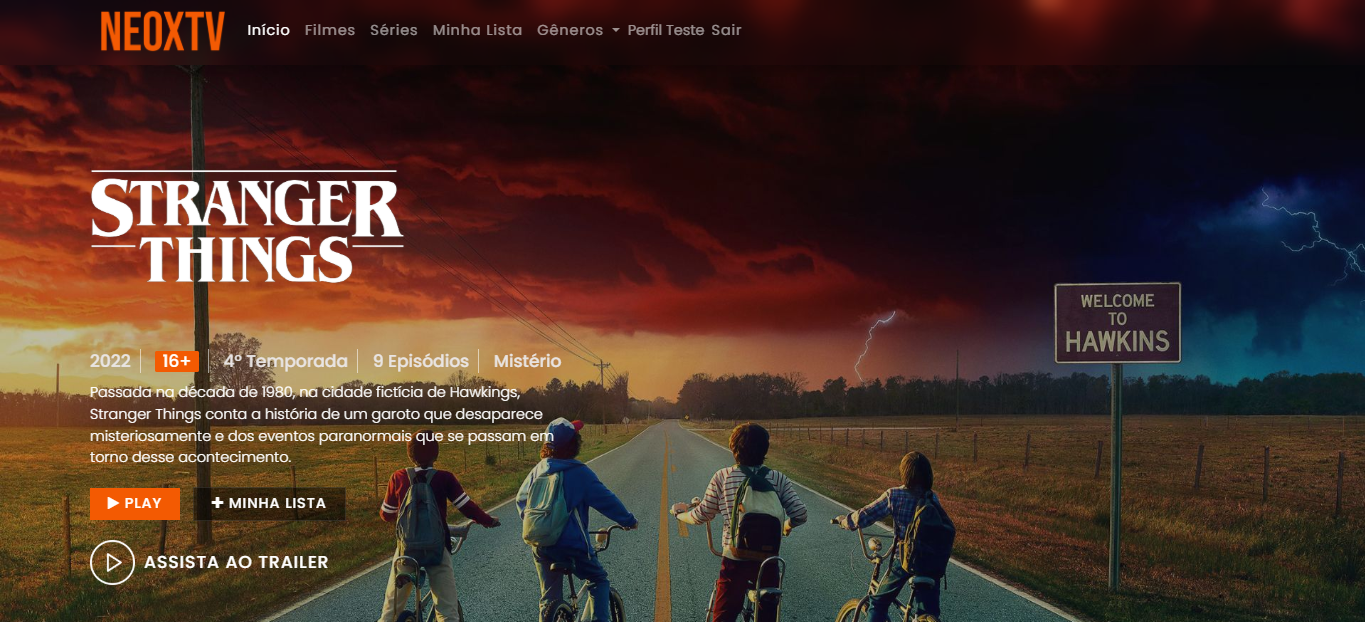 NEOXTV
Início Filmes Séries Minha Lista Gêneros Perfil Teste Sair
STRANGER
THINGS
WELCOME
TO
HAWKINS
2022 16+ 4º Temporada 9 Episódios Mistério
Passada na década de 1980, na cidade fictícia de Hawkings,
Stranger Things conta a história de um garoto que desaparece
misteriosamente e dos eventos paranormais que se passam em
torno desse acontecimento.
PLAY + MINHA LISTA
ASSISTA AO TRAILER